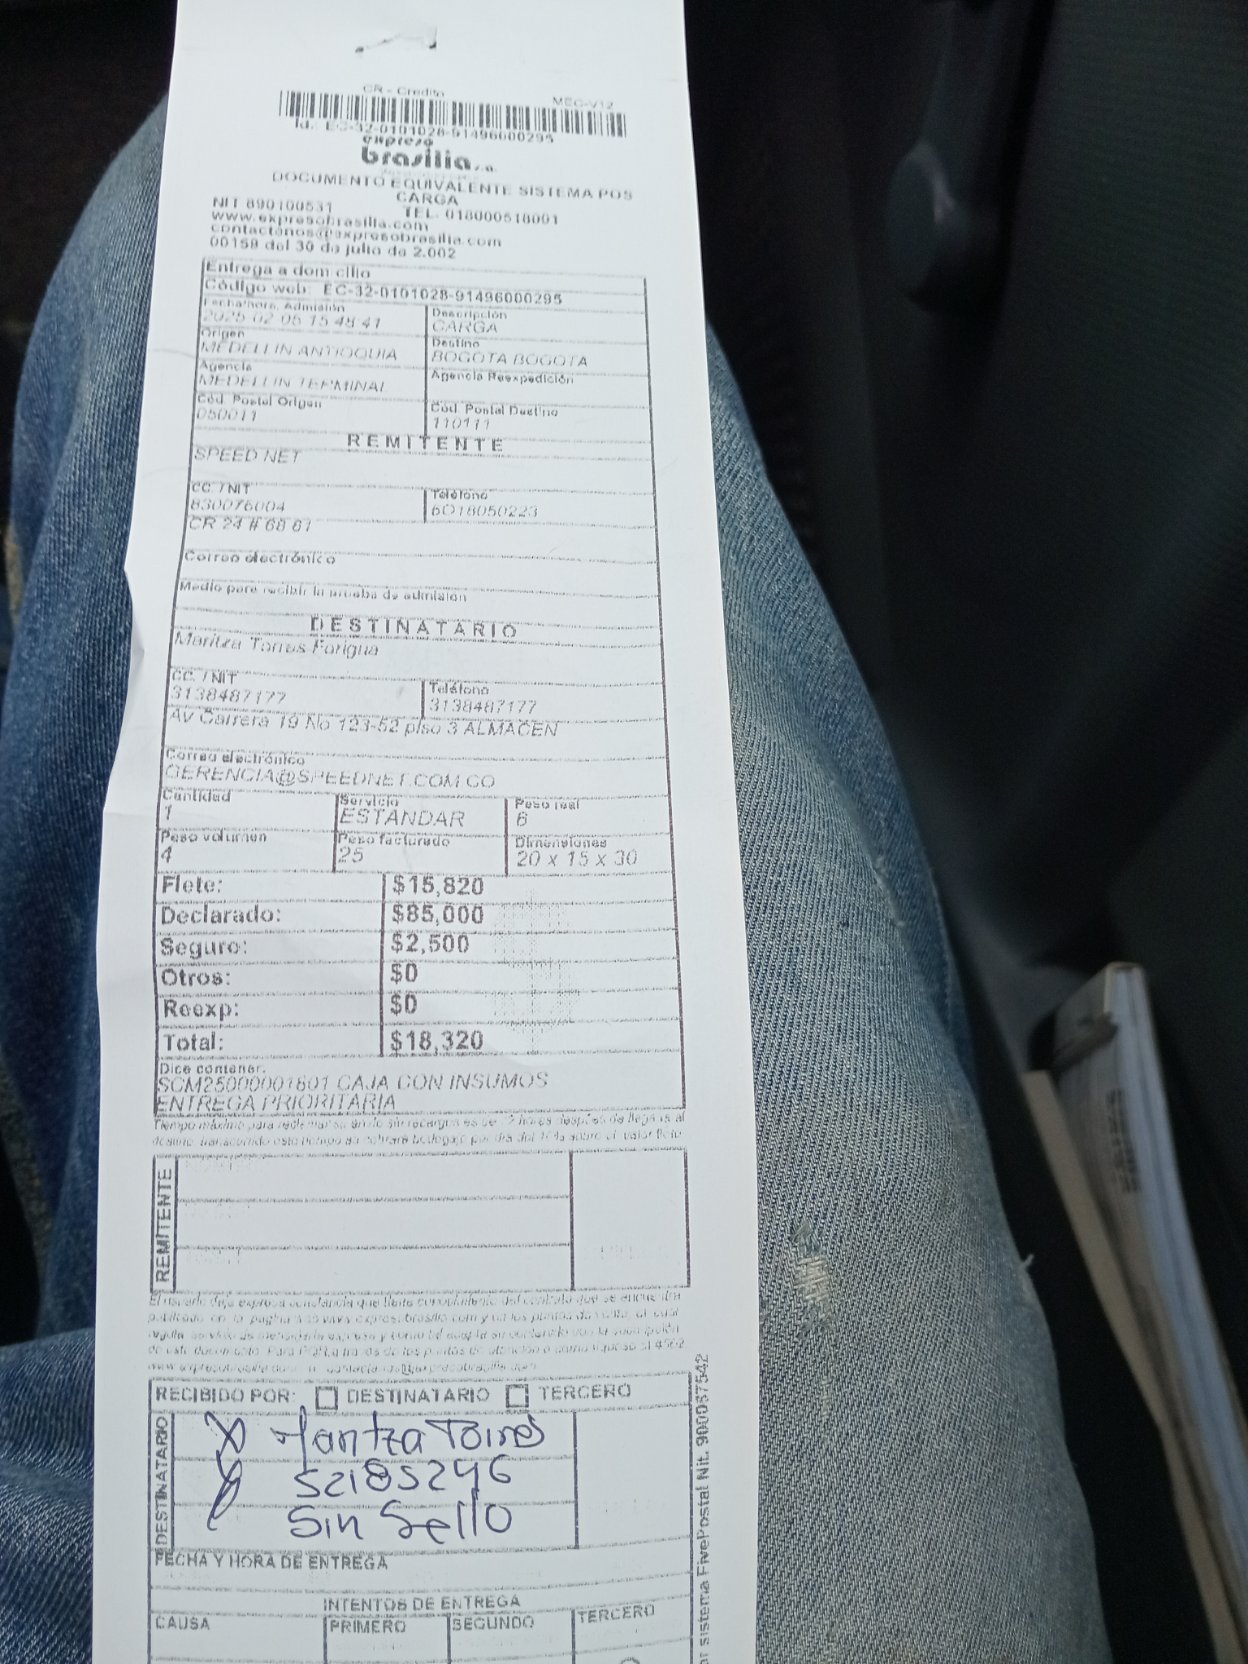 CR - Credito
MEC-V12
Id.: EC-32-0101028-91496000295
expreso
brasilia s.a.
DOCUMENTO EQUIVALENTE SISTEMA POS
CARGA
NIT 890100531 TEL. 018000518001
www.expresobrasilia.com
contactanos@expresobrasilia.com
00159 del 30 de julio de 2.002
Entrega a domicilio
Código web: EC-32-0101028-91496000295
Fecha/hora. Admisión
2025-02-05 15:48:41
Descripción
CARGA
Origen
MEDELLIN ANTIOQUIA
Destino
BOGOTA BOGOTA
Agencia
MEDELLIN TERMINAL
Agencia Reexpedición
Cód. Postal Origen
050011
Cód. Postal Destino
110111
REMITENTE
SPEED NET
CC. / NIT
830076004
Teléfono
6018050223
CR 24 # 68 61
Correo electrónico
Medio para recibir la prueba de admisión
DESTINATARIO
Maritza Torres Forigua
CC. / NIT
3138487177
Teléfono
3138487177
AV Carrera 19 No 123-52 piso 3 ALMACEN
Correo electrónico
GERENCIA@SPEEDNET.COM.CO
Cantidad
1
Servicio
ESTANDAR
Peso real
6
Peso volumen
4
Peso facturado
25
Dimensiones
20 x 15 x 30
Flete: $15,820
Declarado: $85,000
Seguro: $2,500
Otros: $0
Reexp: $0
Total: $18,320
Dice contener.
SCM25000001801 CAJA CON INSUMOS
ENTREGA PRIORITARIA
REMITENTE
RECIBIDO POR: DESTINATARIO TERCERO
DESTINATARIO
Maritza Torres
52185246
Sin Sello
FECHA Y HORA DE ENTREGA
INTENTOS DE ENTREGA
CAUSA PRIMERO SEGUNDO TERCERO
sistema FivePostal Nit. 900087542